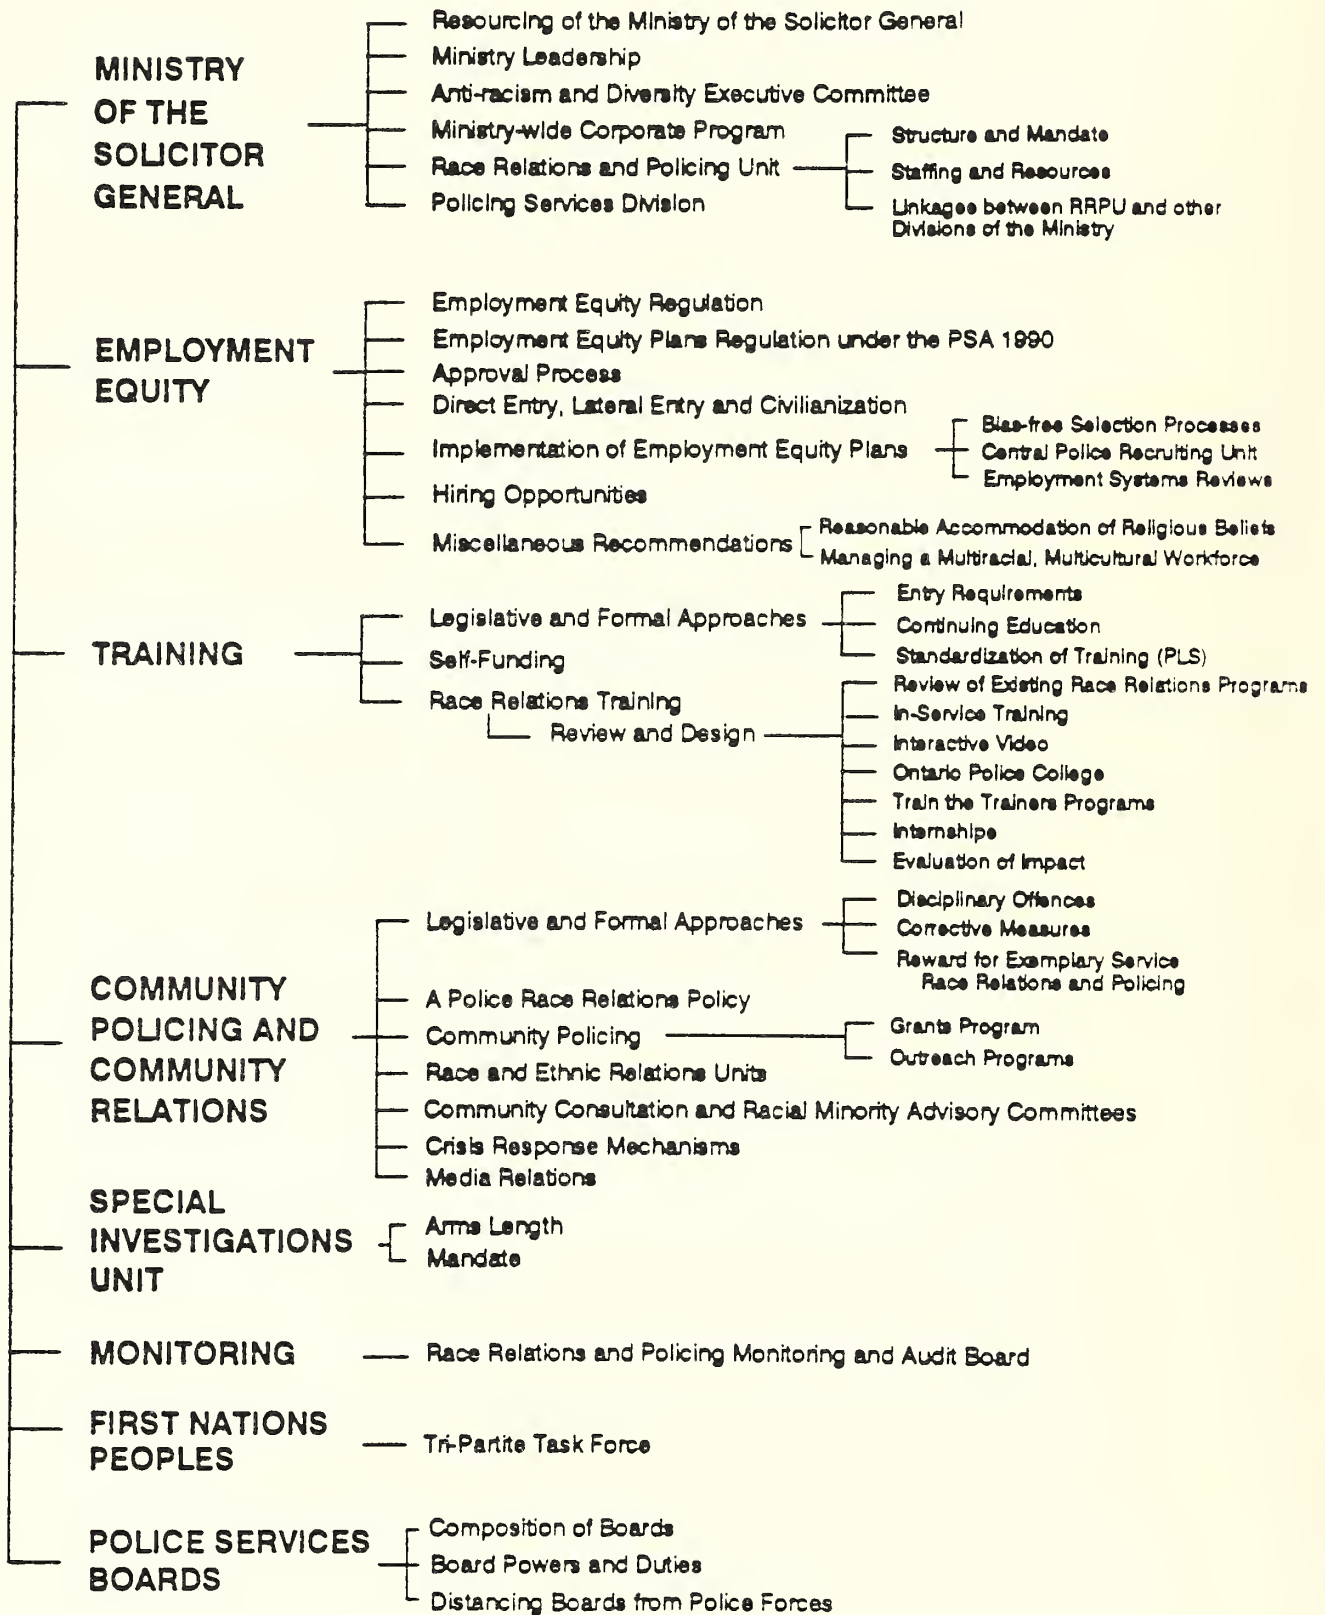 MINISTRY
OF THE
SOLICITOR
GENERAL
Resourcing of the Ministry of the Solicitor General
Ministry Leadership
Anti-racism and Diversity Executive Committee
Ministry-wide Corporate Program
Race Relations and Policing Unit
Structure and Mandate
Staffing and Resources
Linkages between RRPU and other
Divisions of the Ministry
Policing Services Division
EMPLOYMENT
EQUITY
Employment Equity Regulation
Employment Equity Plans Regulation under the PSA 1990
Approval Process
Direct Entry, Lateral Entry and Civilianization
Implementation of Employment Equity Plans
Bias-free Selection Processes
Central Police Recruiting Unit
Employment Systems Reviews
Hiring Opportunities
Miscellaneous Recommendations
Reasonable Accommodation of Religious Beliefs
Managing a Multiracial, Multicultural Workforce
TRAINING
Legislative and Formal Approaches
Entry Requirements
Continuing Education
Standardization of Training (PLS)
Self-Funding
Race Relations Training
Review and Design
Review of Existing Race Relations Programs
In-Service Training
Interactive Video
Ontario Police College
Train the Trainers Programs
Internships
Evaluation of Impact
COMMUNITY
POLICING AND
COMMUNITY
RELATIONS
Legislative and Formal Approaches
Disciplinary Offences
Corrective Measures
Reward for Exemplary Service
Race Relations and Policing
A Police Race Relations Policy
Community Policing
Grants Program
Outreach Programs
Race and Ethnic Relations Units
Community Consultation and Racial Minority Advisory Committees
Crisis Response Mechanisms
Media Relations
SPECIAL
INVESTIGATIONS
UNIT
Arms Length
Mandate
MONITORING
Race Relations and Policing Monitoring and Audit Board
FIRST NATIONS
PEOPLES
Tri-Partite Task Force
POLICE SERVICES
BOARDS
Composition of Boards
Board Powers and Duties
Distancing Boards from Police Forces